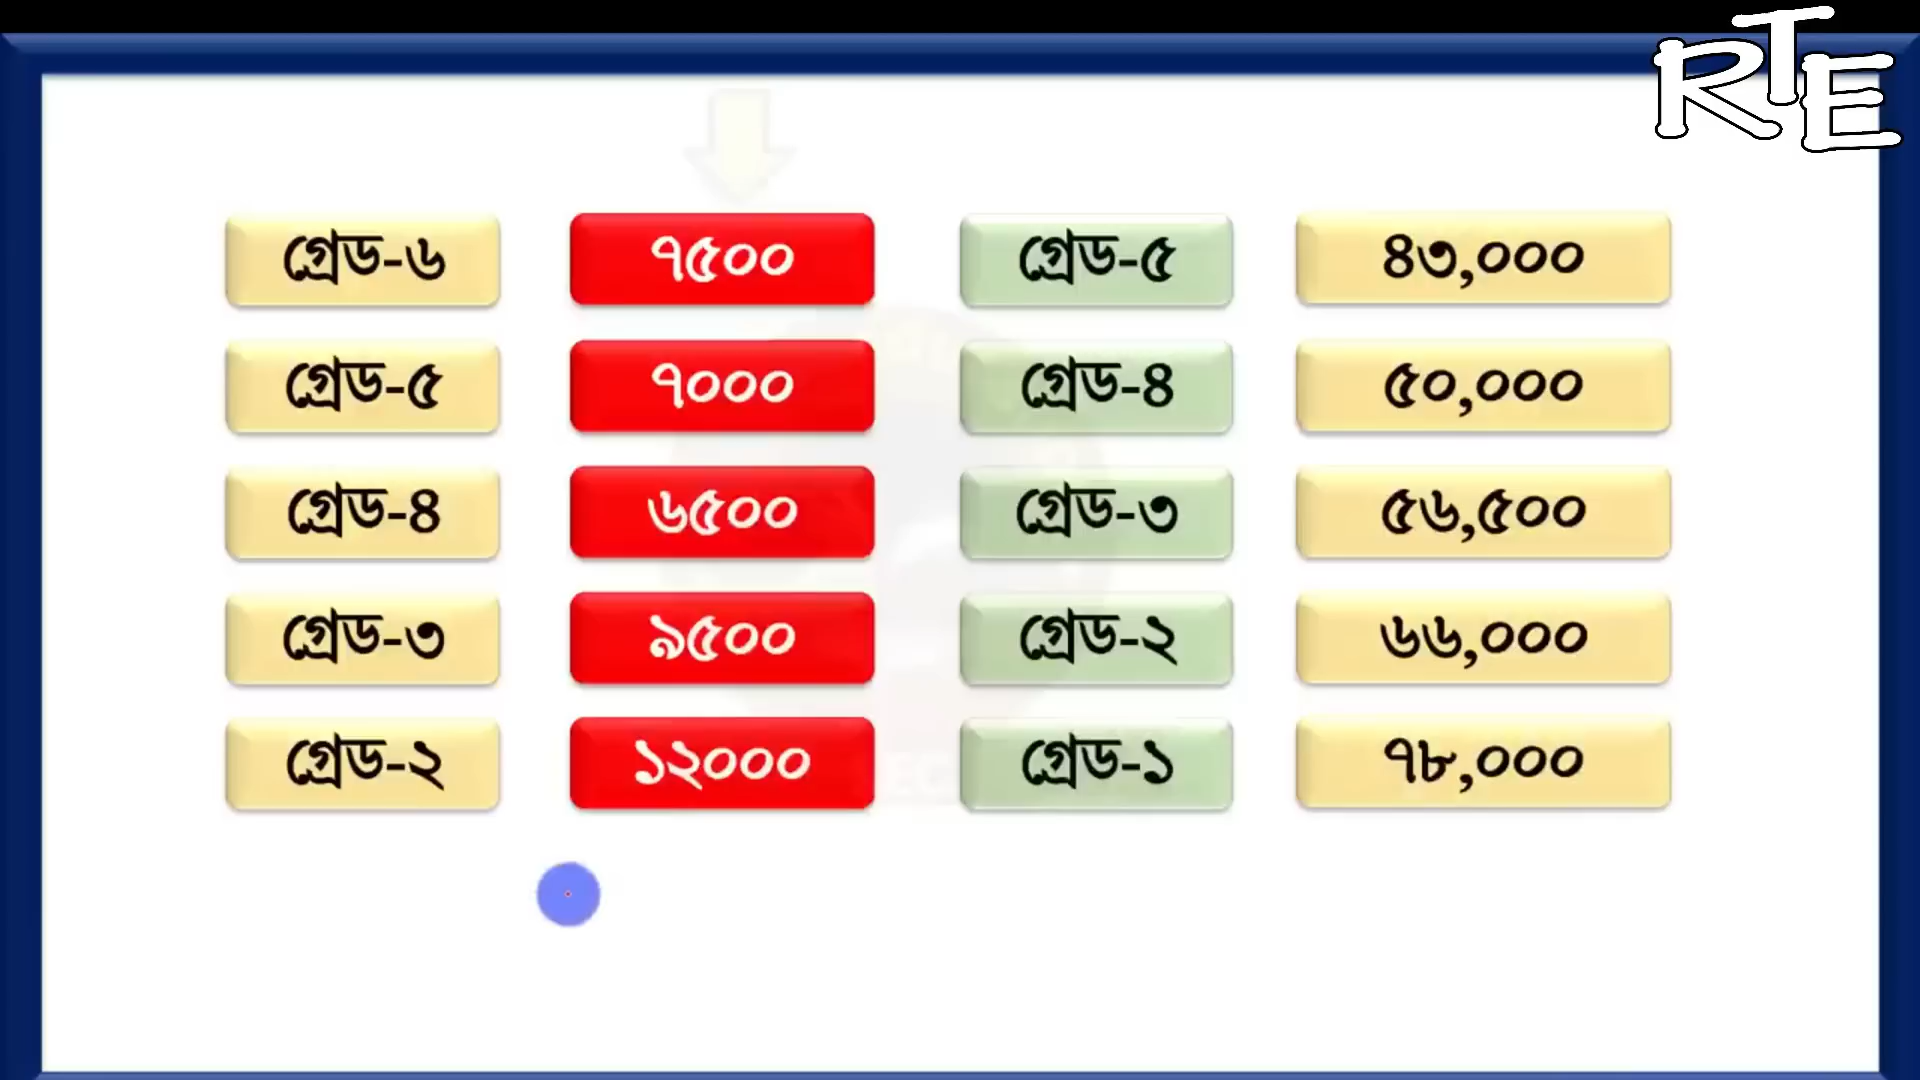 RTE
গ্রেড-৬ ৭৫০০ গ্রেড-৫ ৪৩,০০০
গ্রেড-৫ ৭০০০ গ্রেড-৪ ৫০,০০০
গ্রেড-৪ ৬৫০০ গ্রেড-৩ ৫৬,৫০০
গ্রেড-৩ ৯৫০০ গ্রেড-২ ৬৬,০০০
গ্রেড-২ ১২০০০ গ্রেড-১ ৭৮,০০০